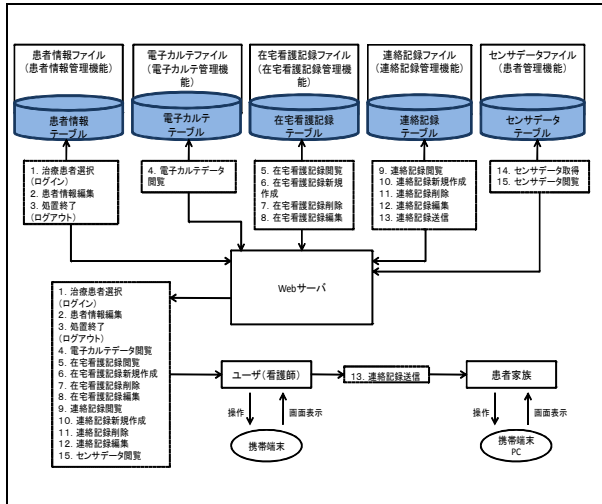 患者情報ファイル
(患者情報管理機能)
患者情報
テーブル
電子カルテファイル
(電子カルテ管理機
能)
電子カルテ
テーブル
在宅看護記録ファイル
(在宅看護記録管理機
能)
在宅看護記録
テーブル
連絡記録ファイル
(連絡記録管理機能)
連絡記録
テーブル
センサデータファイル
(患者管理機能)
センサデータ
テーブル
1. 治療患者選択
(ログイン)
2. 患者情報編集
3. 処置終了
(ログアウト)
4. 電子カルテデータ
閲覧
5. 在宅看護記録閲覧
6. 在宅看護記録新規
作成
7. 在宅看護記録削除
8. 在宅看護記録編集
9. 連絡記録閲覧
10. 連絡記録新規作成
11. 連絡記録削除
12. 連絡記録編集
13. 連絡記録送信
14. センサデータ取得
15. センサデータ閲覧
Webサーバ
1. 治療患者選択
(ログイン)
2. 患者情報編集
3. 処置終了
(ログアウト)
4. 電子カルテデータ閲覧
5. 在宅看護記録閲覧
6. 在宅看護記録新規作成
7. 在宅看護記録削除
8. 在宅看護記録編集
9. 連絡記録閲覧
10. 連絡記録新規作成
11. 連絡記録削除
12. 連絡記録編集
15. センサデータ閲覧
ユーザ(看護師)
13. 連絡記録送信
患者家族
操作
画面表示
携帯端末
操作
画面表示
携帯端末
PC